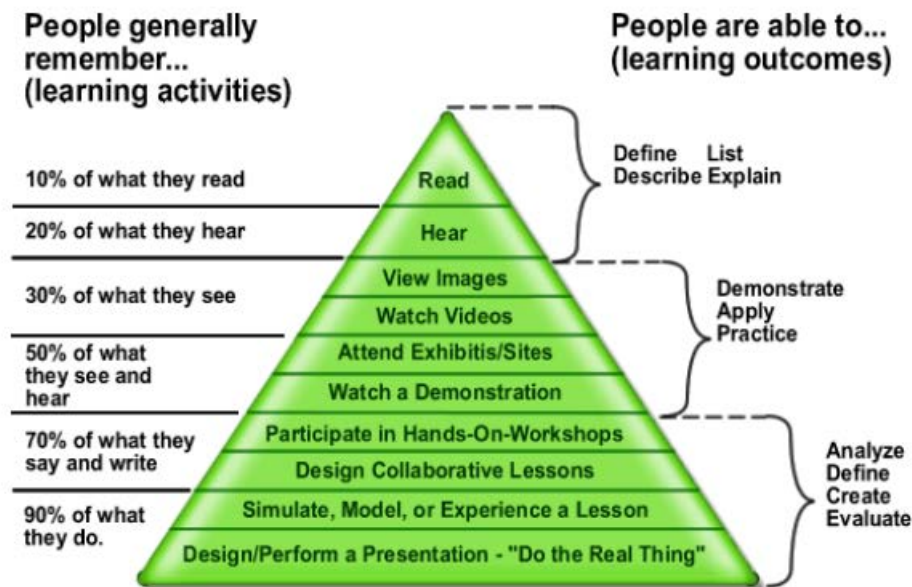 People generally
remember...
(learning activities)
People are able to...
(learning outcomes)
10% of what they read
20% of what they hear
30% of what they see
50% of what
they see and
hear
70% of what they
say and write
90% of what
they do.
Read
Hear
View Images
Watch Videos
Attend Exhibitis/Sites
Watch a Demonstration
Participate in Hands-On-Workshops
Design Collaborative Lessons
Simulate, Model, or Experience a Lesson
Design/Perform a Presentation - "Do the Real Thing"
Define List
Describe Explain
Demonstrate
Apply
Practice
Analyze
Define
Create
Evaluate